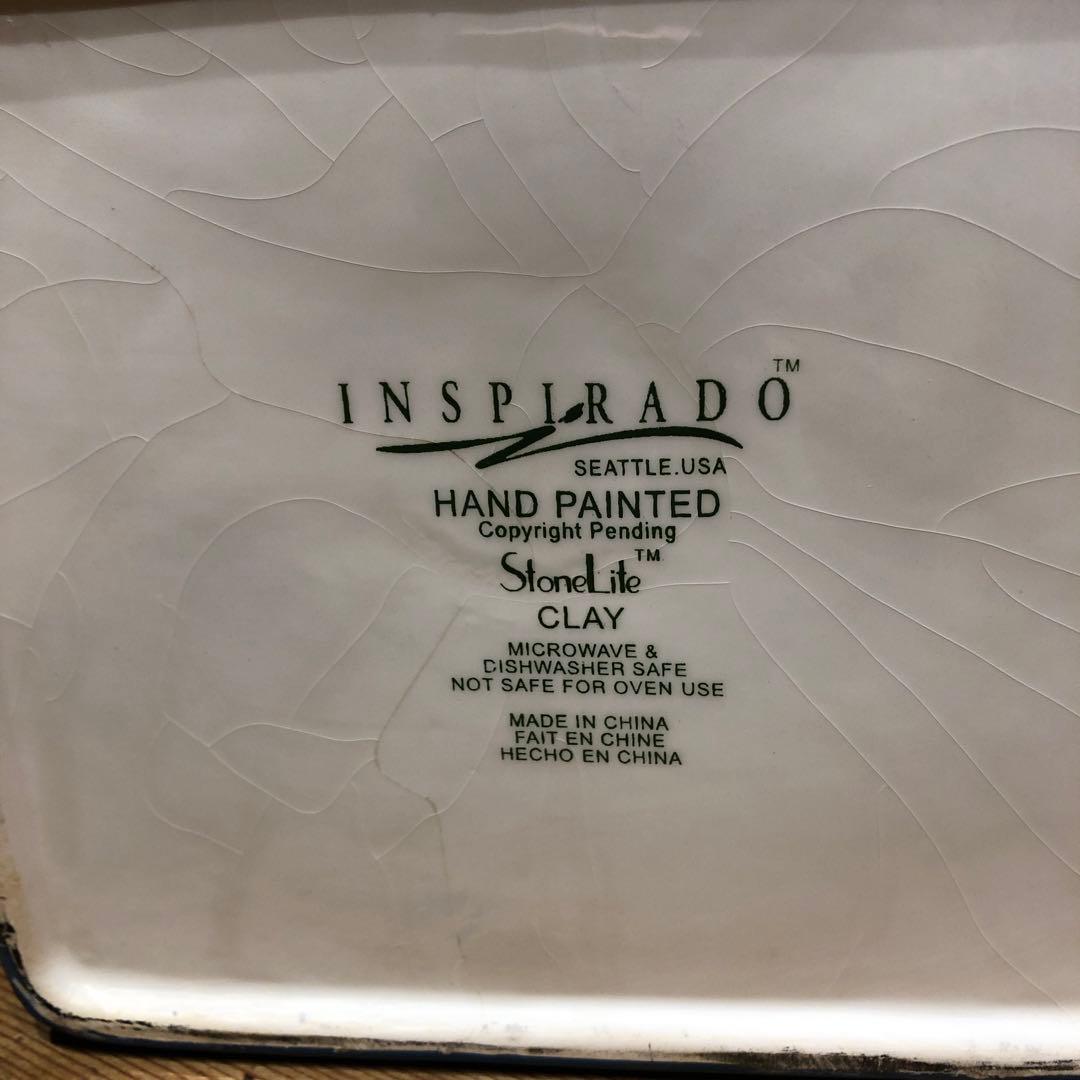 INSPIRADO™
SEATTLE.USA
HAND PAINTED
Copyright Pending
StoneLite™
CLAY
MICROWAVE &
DISHWASHER SAFE
NOT SAFE FOR OVEN USE
MADE IN CHINA
FAIT EN CHINE
HECHO EN CHINA